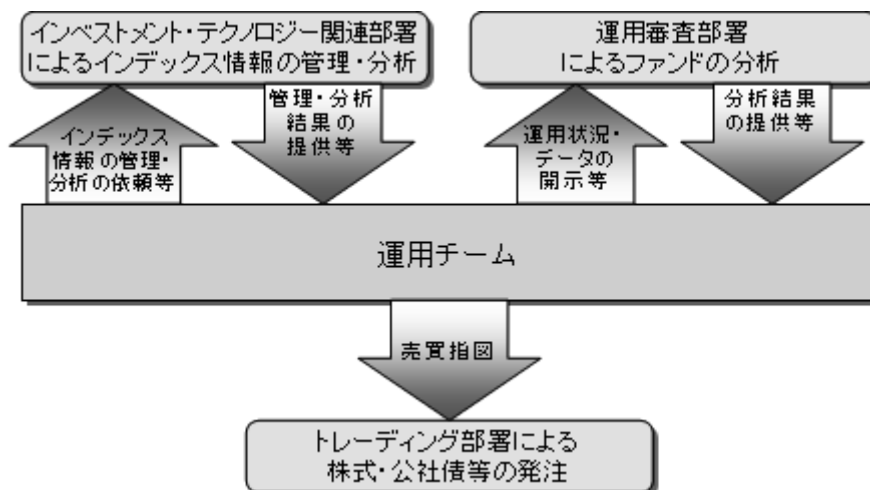 インベストメント・テクノロジー関連部署
によるインデックス情報の管理・分析
運用審査部署
によるファンドの分析
インデックス
情報の管理・
分析の依頼等
管理・分析
結果の
提供等
運用状況・
データの
開示等
分析結果
の提供等
運用チーム
売買指図
トレーディング部署による
株式・公社債等の発注